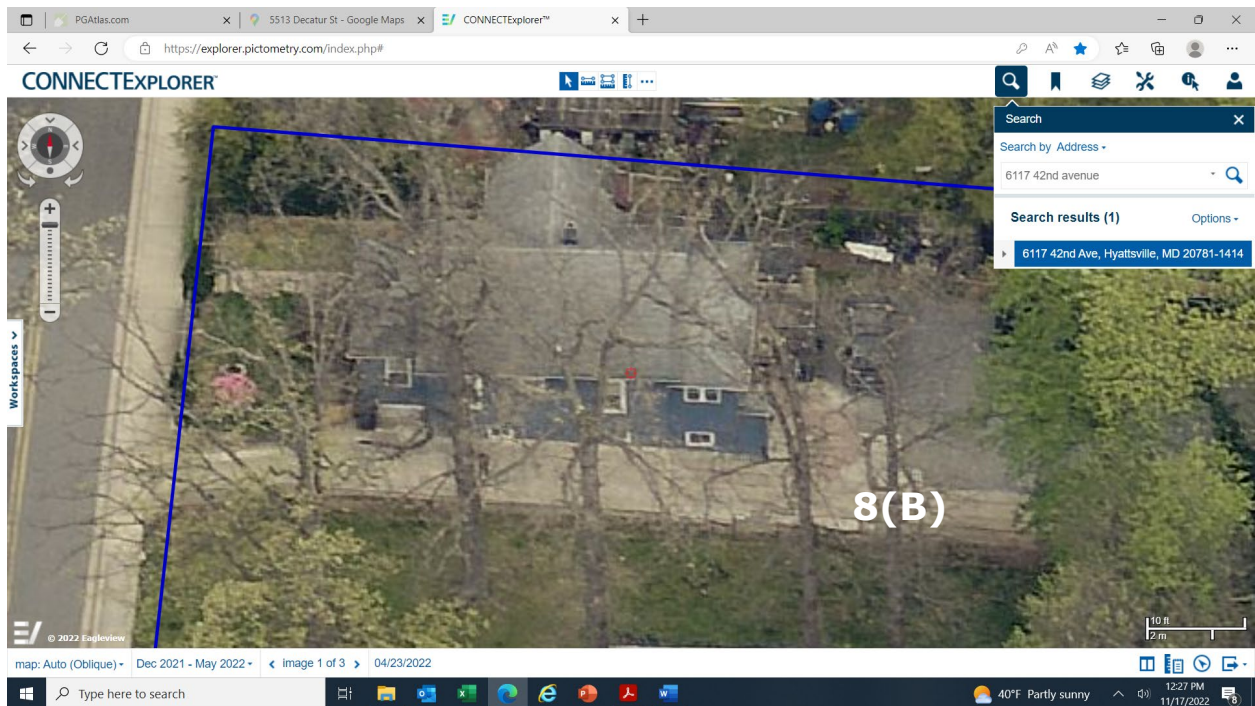 PGAtlas.com
5513 Decatur St - Google Maps
CONNECTExplorer™
https://explorer.pictometry.com/index.php#
CONNECTEXPLORER™
Search
Search by Address
6117 42nd avenue
Search results (1)
Options
6117 42nd Ave, Hyattsville, MD 20781-1414
Workspaces
8(B)
10 ft
2 m
© 2022 Eagleview
map: Auto (Oblique)
Dec 2021 - May 2022
image 1 of 3
04/23/2022
Type here to search
40°F Partly sunny
12:27 PM
11/17/2022
8